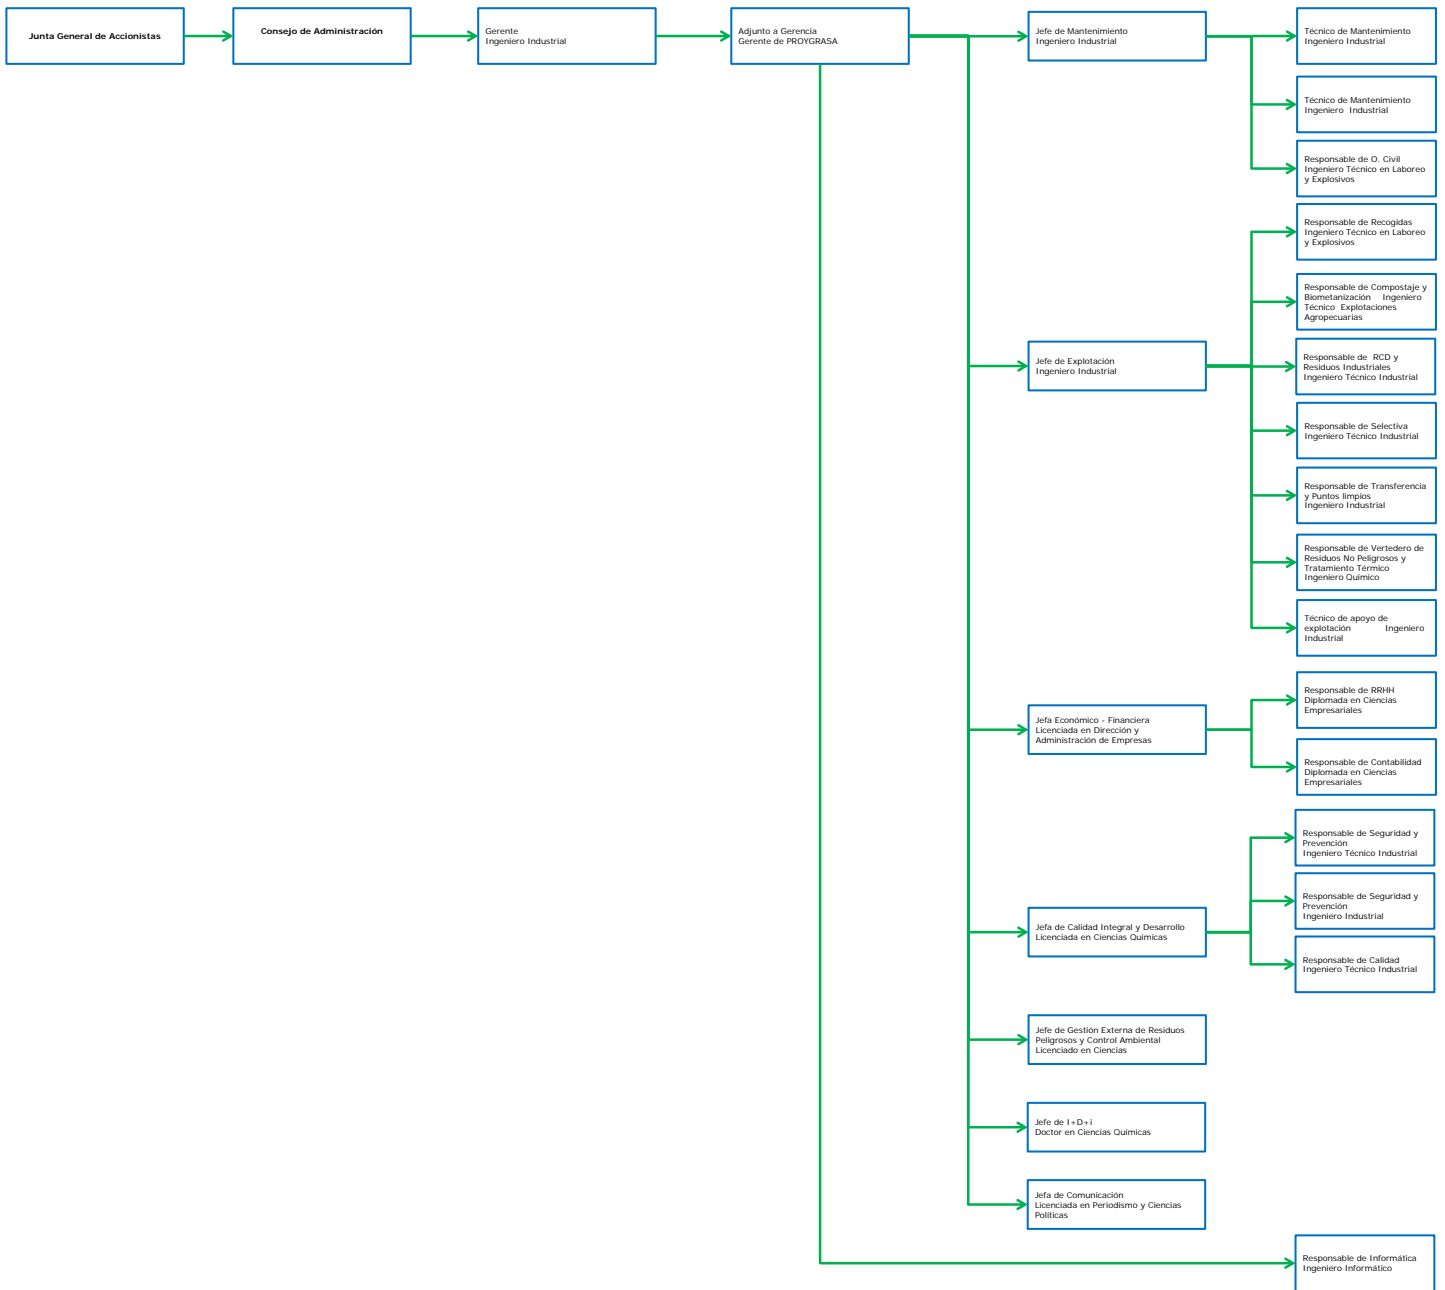 Junta General de Accionistas
Consejo de Administración
Gerente
Ingeniero Industrial
Adjunto a Gerencia
Gerente de PROYGRASA
Jefe de Mantenimiento
Ingeniero Industrial
Técnico de Mantenimiento
Ingeniero Industrial
Técnico de Mantenimiento
Ingeniero Industrial
Responsable de O. Civil
Ingeniero Técnico en Laboreo
y Explosivos
Jefe de Explotación
Ingeniero Industrial
Responsable de Recogidas
Ingeniero Técnico en Laboreo
y Explosivos
Responsable de Compostaje y
Biometanización Ingeniero
Técnico Explotaciones
Agropecuarias
Responsable de RCD y
Residuos Industriales
Ingeniero Técnico Industrial
Responsable de Selectiva
Ingeniero Técnico Industrial
Responsable de Transferencia
y Puntos limpios
Ingeniero Industrial
Responsable de Vertedero de
Residuos No Peligrosos y
Tratamiento Térmico
Ingeniero Químico
Técnico de apoyo de
explotación Ingeniero
Industrial
Jefa Económico - Financiera
Licenciada en Dirección y
Administración de Empresas
Responsable de RRHH
Diplomada en Ciencias
Empresariales
Responsable de Contabilidad
Diplomada en Ciencias
Empresariales
Jefa de Calidad Integral y Desarrollo
Licenciada en Ciencias Químicas
Responsable de Seguridad y
Prevención
Ingeniero Técnico Industrial
Responsable de Seguridad y
Prevención
Ingeniero Industrial
Responsable de Calidad
Ingeniero Técnico Industrial
Jefe de Gestión Externa de Residuos
Peligrosos y Control Ambiental
Licenciado en Ciencias
Jefe de I+D+i
Doctor en Ciencias Químicas
Jefa de Comunicación
Licenciada en Periodismo y Ciencias
Políticas
Responsable de Informática
Ingeniero Informático